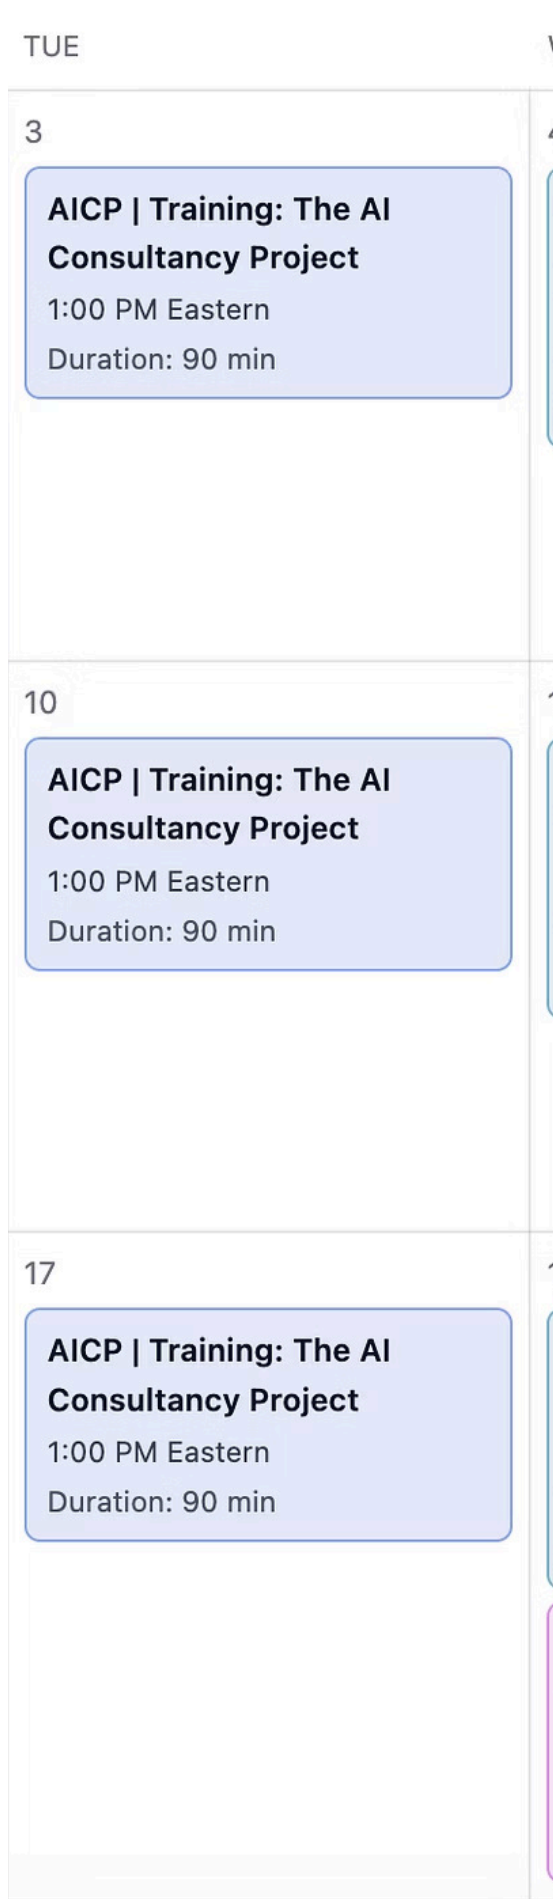 TUE
3
AICP | Training: The AI
Consultancy Project
1:00 PM Eastern
Duration: 90 min
10
AICP | Training: The AI
Consultancy Project
1:00 PM Eastern
Duration: 90 min
17
AICP | Training: The AI
Consultancy Project
1:00 PM Eastern
Duration: 90 min